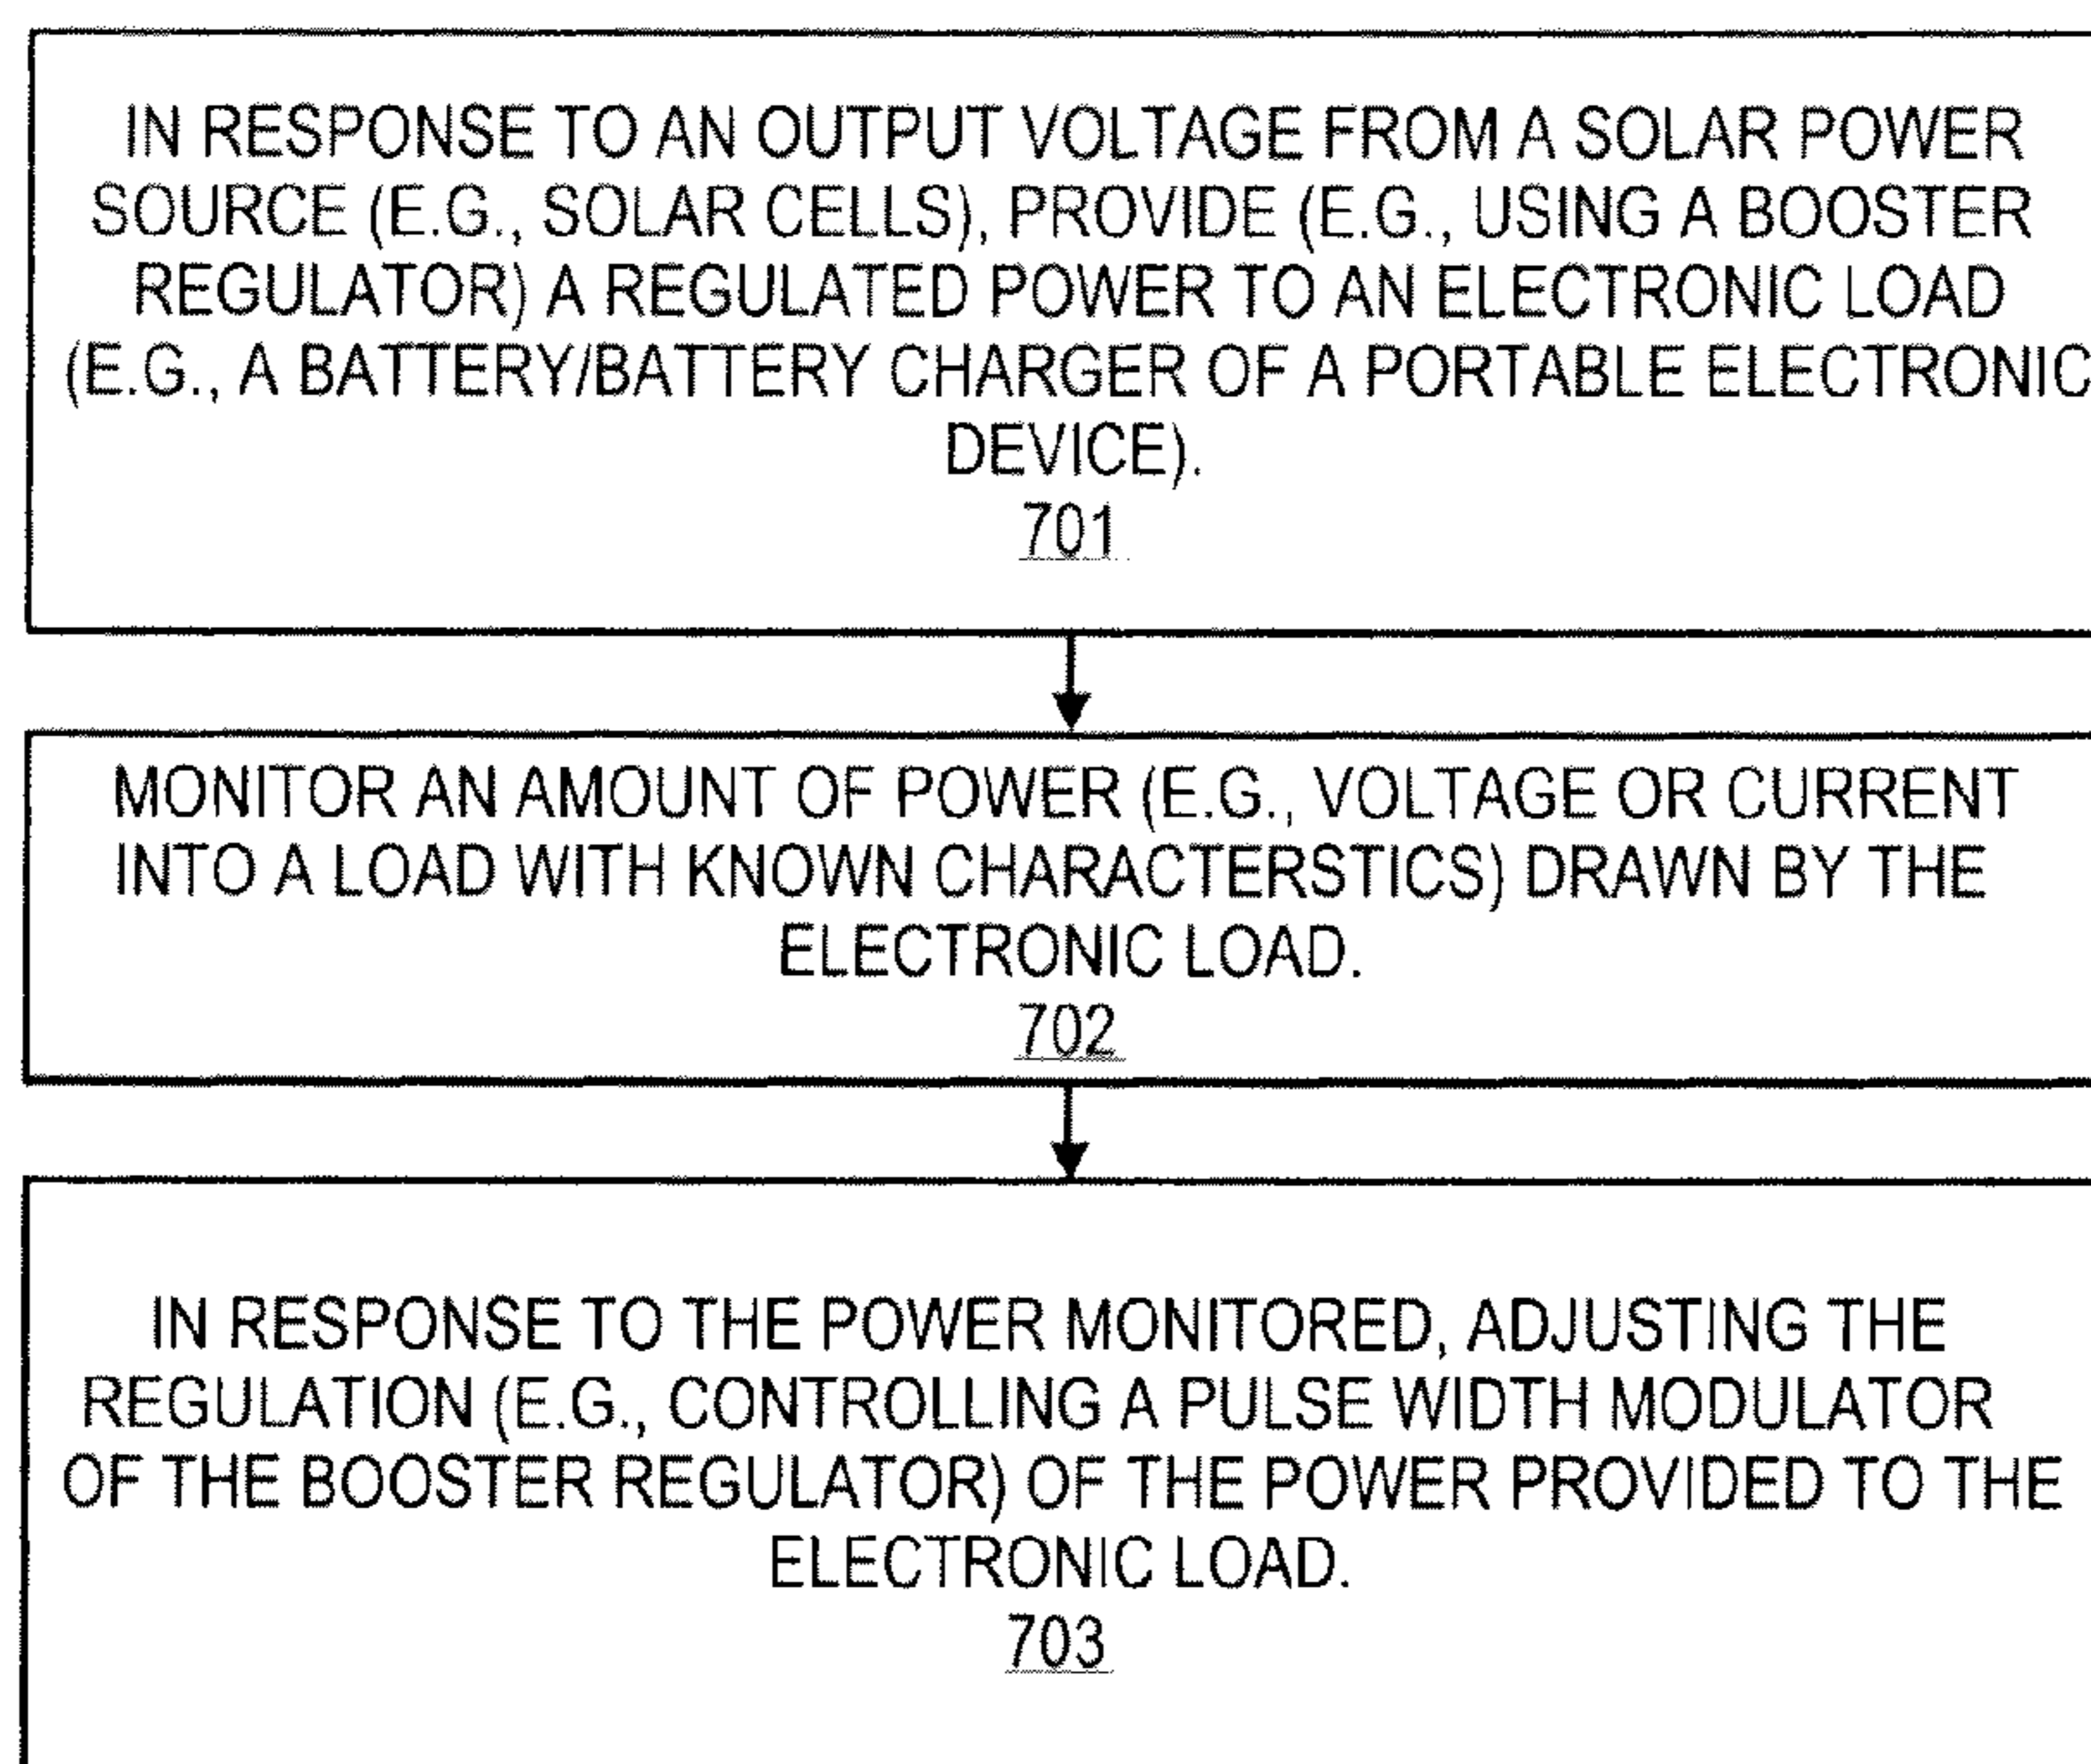 IN RESPONSE TO AN OUTPUT VOLTAGE FROM A SOLAR POWER
SOURCE (E.G., SOLAR CELLS), PROVIDE (E.G., USING A BOOSTER
REGULATOR) A REGULATED POWER TO AN ELECTRONIC LOAD
(E.G., A BATTERY/BATTERY CHARGER OF A PORTABLE ELECTRONIC
DEVICE).
701
MONITOR AN AMOUNT OF POWER (E.G., VOLTAGE OR CURRENT
INTO A LOAD WITH KNOWN CHARACTERSTICS) DRAWN BY THE
ELECTRONIC LOAD.
702
IN RESPONSE TO THE POWER MONITORED, ADJUSTING THE
REGULATION (E.G., CONTROLLING A PULSE WIDTH MODULATOR
OF THE BOOSTER REGULATOR) OF THE POWER PROVIDED TO THE
ELECTRONIC LOAD.
703